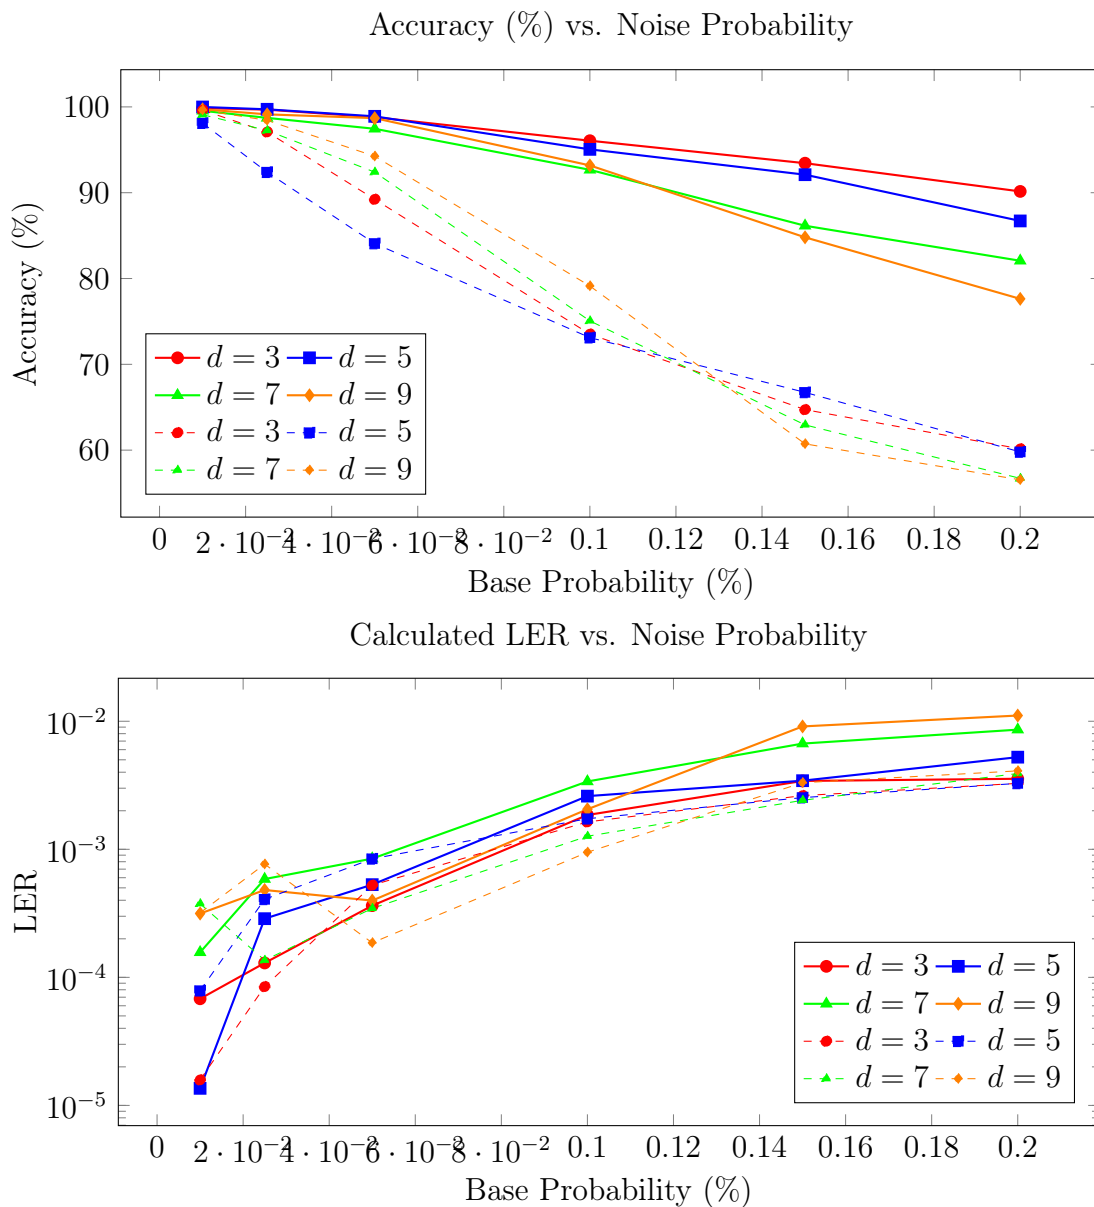 Accuracy (%) vs. Noise Probability
100
90
80
70
60
Accuracy (%)
d = 3 d = 5
d = 7 d = 9
d = 3 d = 5
d = 7 d = 9
0 2 · 10⁻² 4 · 10⁻² 6 · 10⁻² 8 · 10⁻² 0.1 0.12 0.14 0.16 0.18 0.2
Base Probability (%)
Calculated LER vs. Noise Probability
10⁻²
10⁻³
10⁻⁴
10⁻⁵
LER
d = 3 d = 5
d = 7 d = 9
d = 3 d = 5
d = 7 d = 9
0 2 · 10⁻² 4 · 10⁻² 6 · 10⁻² 8 · 10⁻² 0.1 0.12 0.14 0.16 0.18 0.2
Base Probability (%)